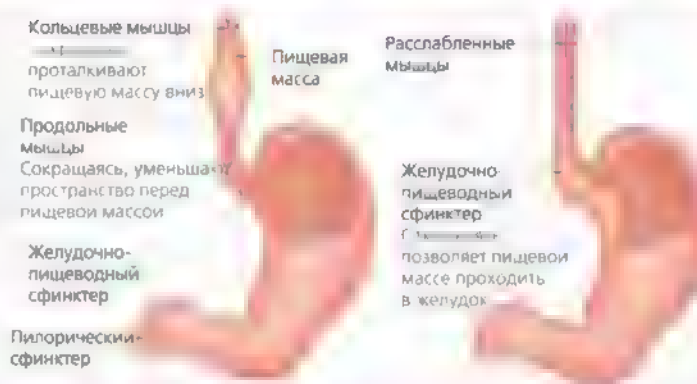 Кольцевые мышцы
проталкивают
пищевую массу вниз
Пищевая
масса
Продольные
мышцы
Сокращаясь, уменьшают
пространство перед
пищевой массой
Желудочно-
пищеводный
сфинктер
Пилорический
сфинктер
Расслабленные
мышцы
Желудочно-
пищеводный
сфинктер
позволяет пищевой
массе проходить
в желудок